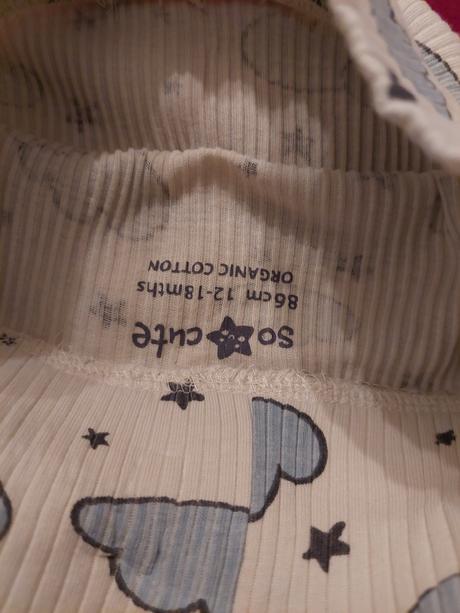 so cute
86cm 12-18mths
ORGANIC COTTON